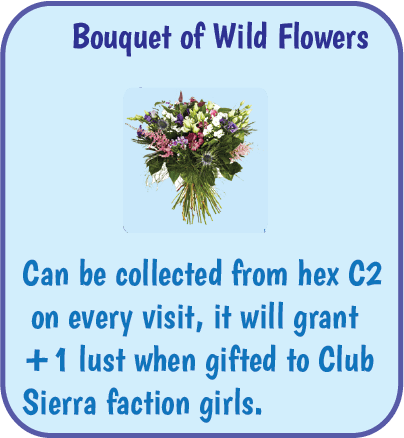 Bouquet of Wild Flowers
Can be collected from hex C2
on every visit, it will grant
+1 lust when gifted to Club
Sierra faction girls.